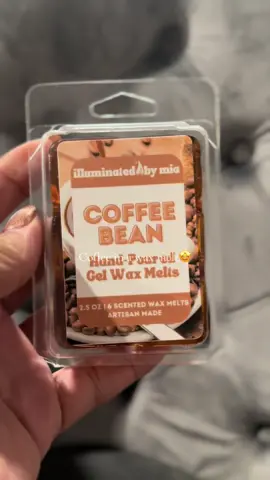 illuminated by mia
COFFEE
BEAN
Hand-Poured
Gel Wax Melts
2.5 OZ | 6 SCENTED WAX MELTS
ARTISAN MADE